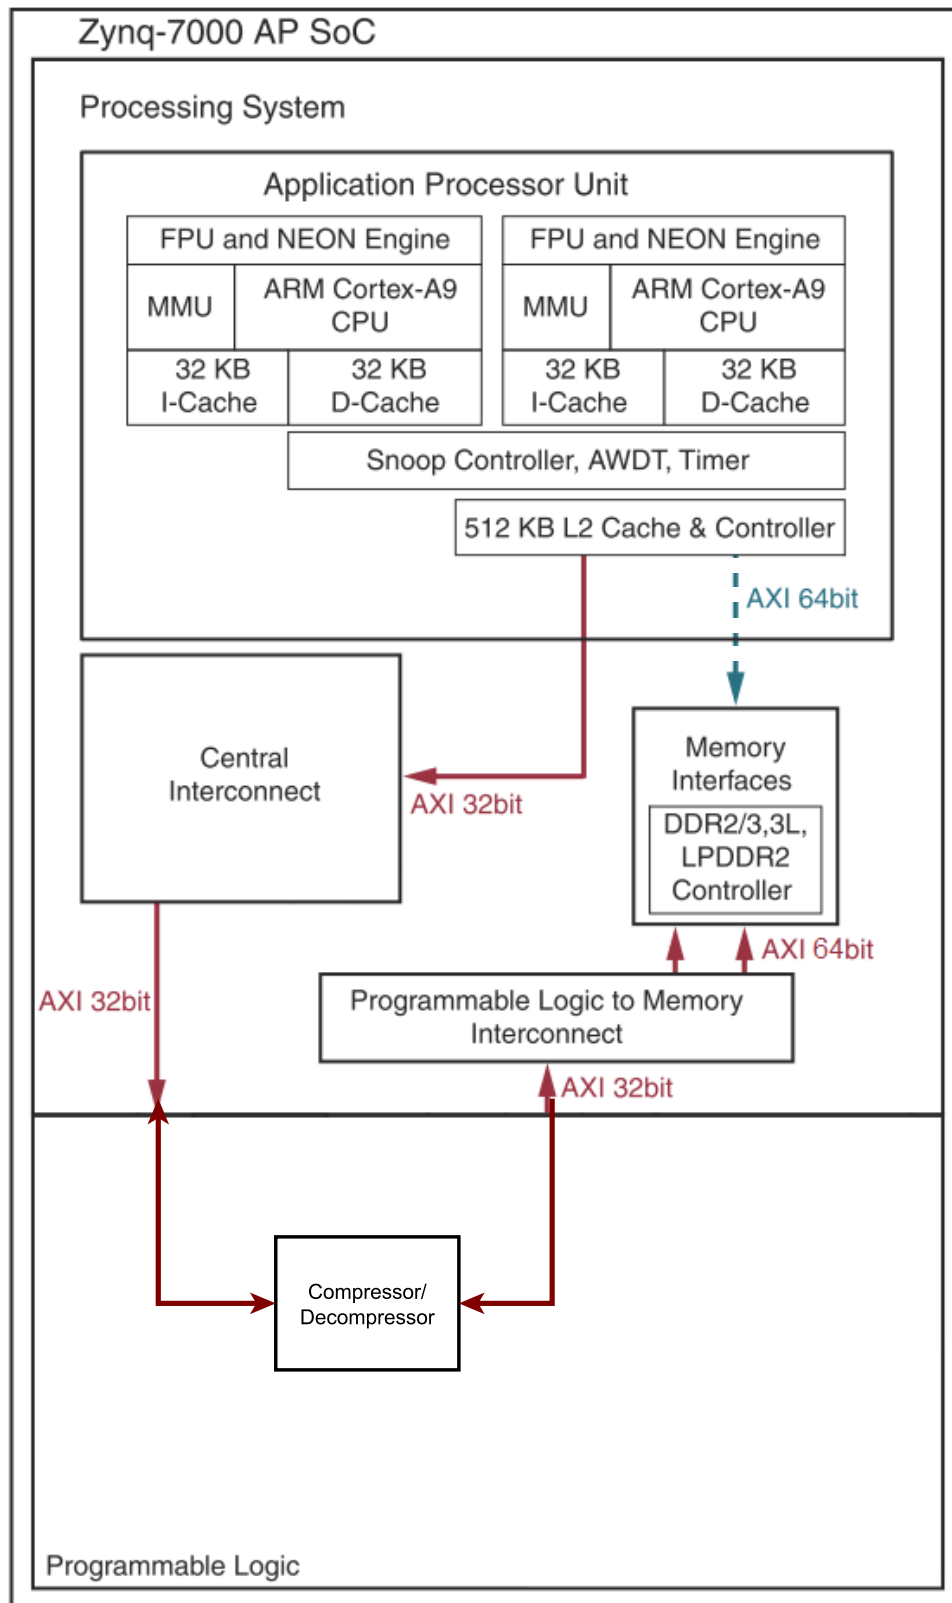 Zynq-7000 AP SoC
Processing System
Application Processor Unit
FPU and NEON Engine
FPU and NEON Engine
MMU
ARM Cortex-A9
CPU
MMU
ARM Cortex-A9
CPU
32 KB
I-Cache
32 KB
D-Cache
32 KB
I-Cache
32 KB
D-Cache
Snoop Controller, AWDT, Timer
512 KB L2 Cache & Controller
AXI 64bit
Central
Interconnect
AXI 32bit
Memory
Interfaces
DDR2/3,3L,
LPDDR2
Controller
AXI 64bit
AXI 32bit
Programmable Logic to Memory
Interconnect
AXI 32bit
Compressor/
Decompressor
Programmable Logic